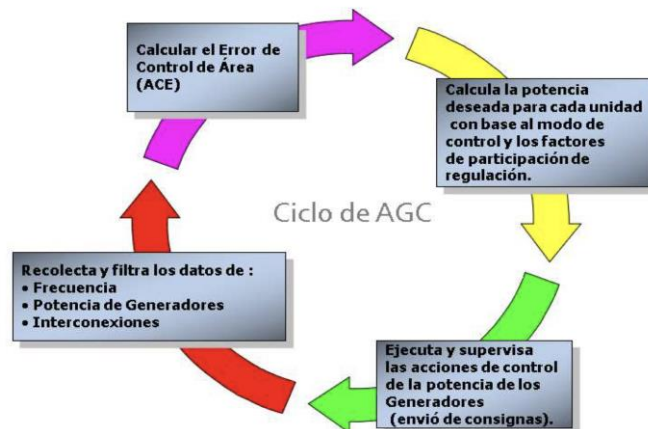 Calcular el Error de
Control de Área
(ACE)
Calcula la potencia
deseada para cada unidad
con base al modo de
control y los factores
de participación de
regulación.
Ciclo de AGC
Recolecta y filtra los datos de :
• Frecuencia
• Potencia de Generadores
• Interconexiones
Ejecuta y supervisa
las acciones de control
de la potencia de los
Generadores
(envió de consignas).